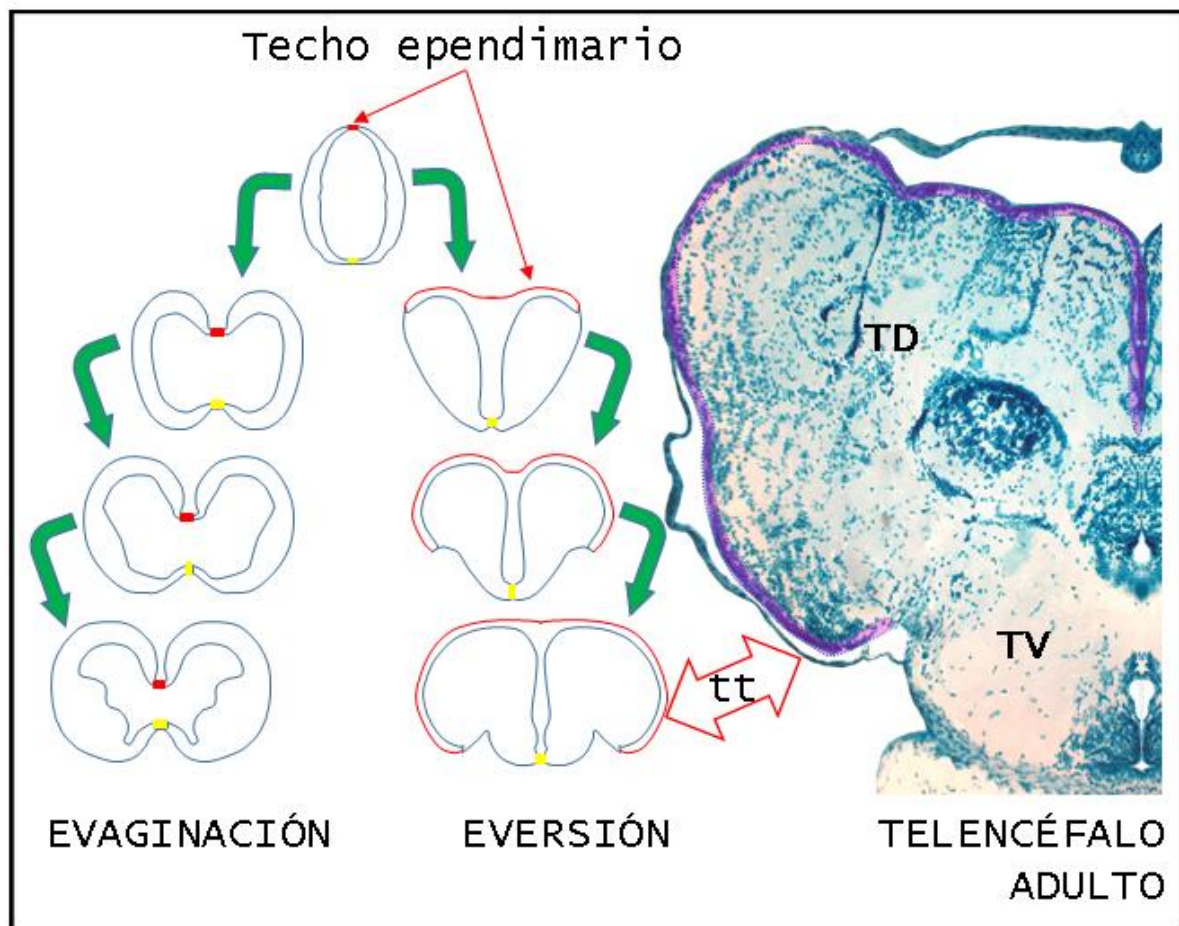 Techo ependimario
TD
TV
tt
EVAGINACIÓN
EVERSIÓN
TELENCÉFALO
ADULTO